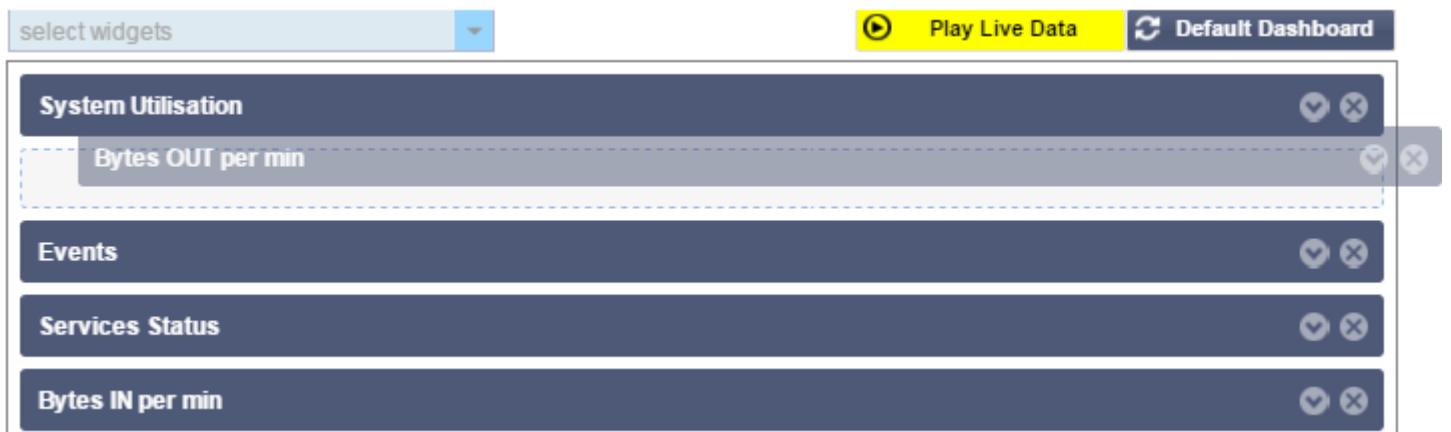 select widgets
Play Live Data
Default Dashboard
System Utilisation
Bytes OUT per min
Events
Services Status
Bytes IN per min